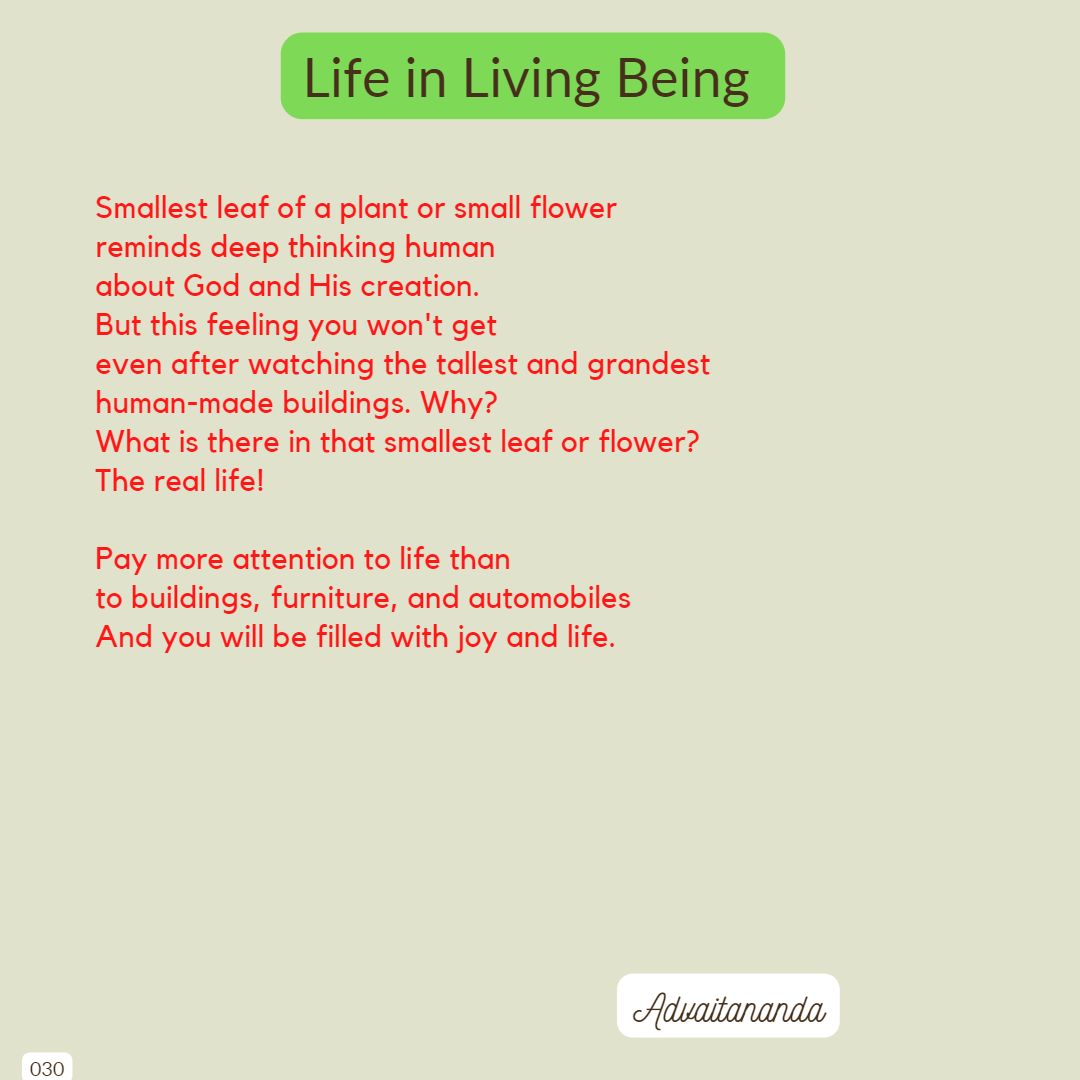 Life in Living Being
Smallest leaf of a plant or small flower
reminds deep thinking human
about God and His creation.
But this feeling you won't get
even after watching the tallest and grandest
human-made buildings. Why?
What is there in that smallest leaf or flower?
The real life!
Pay more attention to life than
to buildings, furniture, and automobiles
And you will be filled with joy and life.
Advaitananda
030